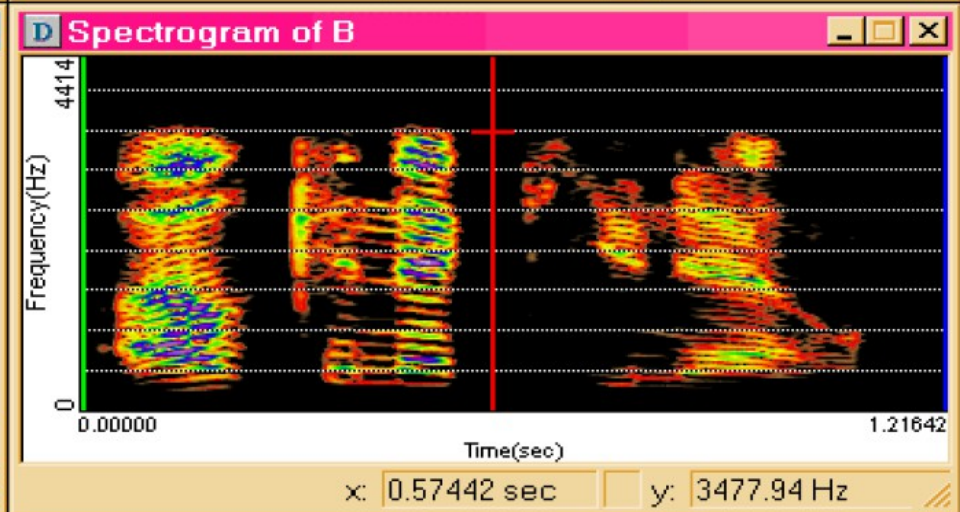 D Spectrogram of B
4414
Frequency(Hz)
0
0.00000 1.21642
Time(sec)
x: 0.57442 sec y: 3477.94 Hz